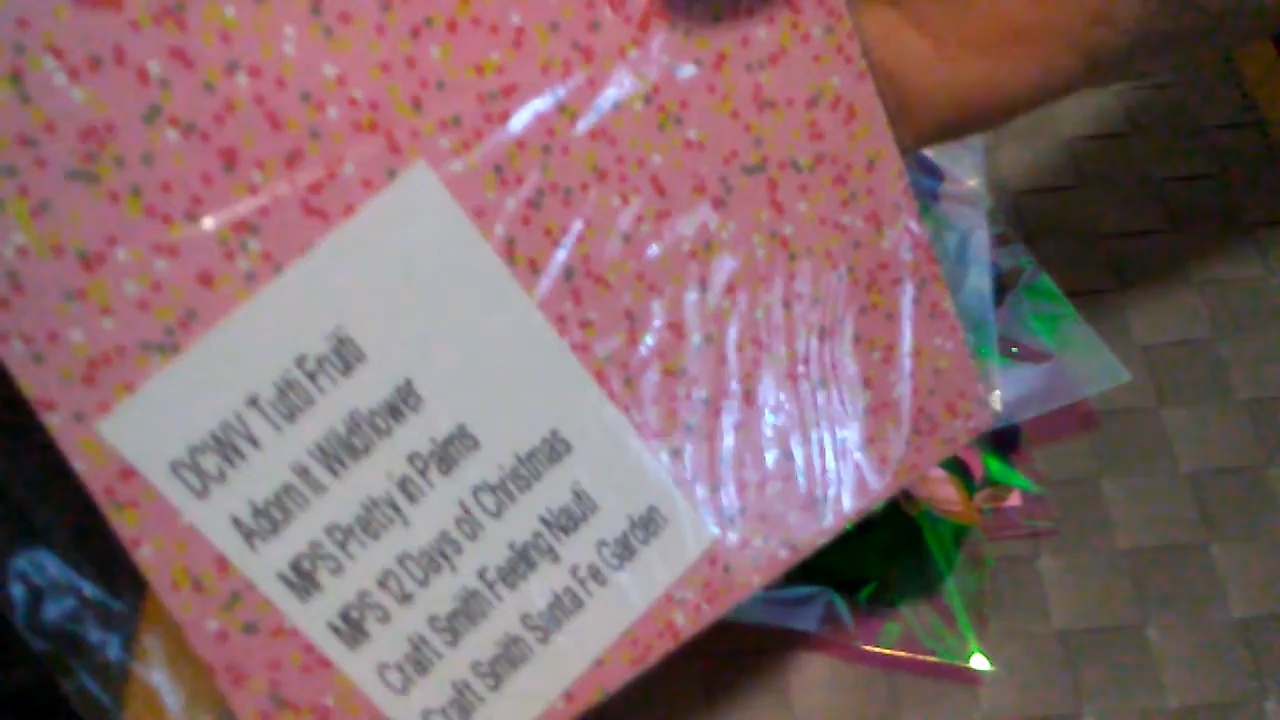 DCWV Tutti Fruiti
Adorn It Wildflower
MPS Pretty in Palms
MPS 12 Days of Christmas
Craft Smith Feeling Nauti
Craft Smith Santa Fe Garden